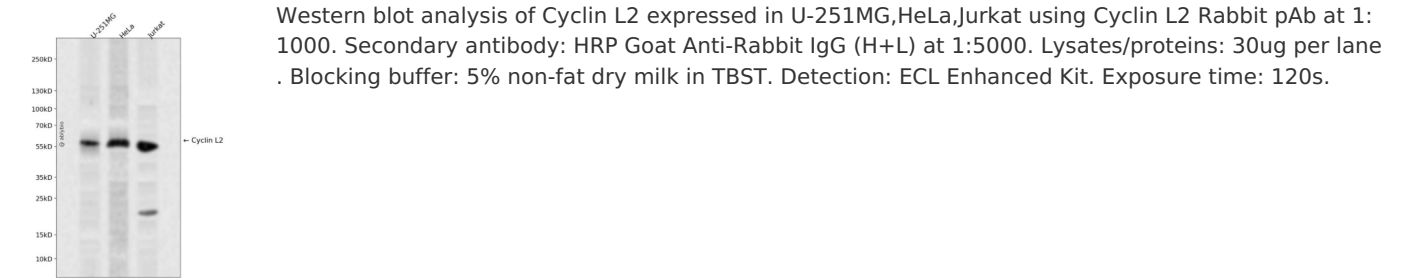 U-251MG
HeLa
Jurkat
250kD
130kD
100kD
70kD
55kD
35kD
25kD
15kD
10kD
← Cyclin L2
Western blot analysis of Cyclin L2 expressed in U-251MG,HeLa,Jurkat using Cyclin L2 Rabbit pAb at 1:
1000. Secondary antibody: HRP Goat Anti-Rabbit IgG (H+L) at 1:5000. Lysates/proteins: 30ug per lane
. Blocking buffer: 5% non-fat dry milk in TBST. Detection: ECL Enhanced Kit. Exposure time: 120s.